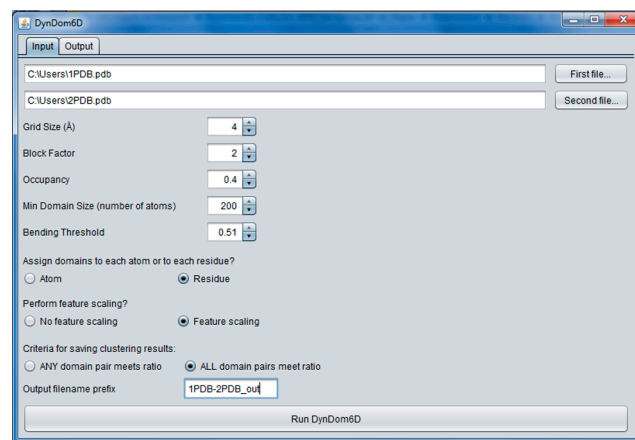 DynDom6D
Input Output
C:\Users\1PDB.pdb First file...
C:\Users\2PDB.pdb Second file...
Grid Size (Å) 4
Block Factor 2
Occupancy 0.4
Min Domain Size (number of atoms) 200
Bending Threshold 0.51
Assign domains to each atom or to each residue?
Atom Residue
Perform feature scaling?
No feature scaling Feature scaling
Criteria for saving clustering results:
ANY domain pair meets ratio ALL domain pairs meet ratio
Output filename prefix 1PDB-2PDB_out
Run DynDom6D